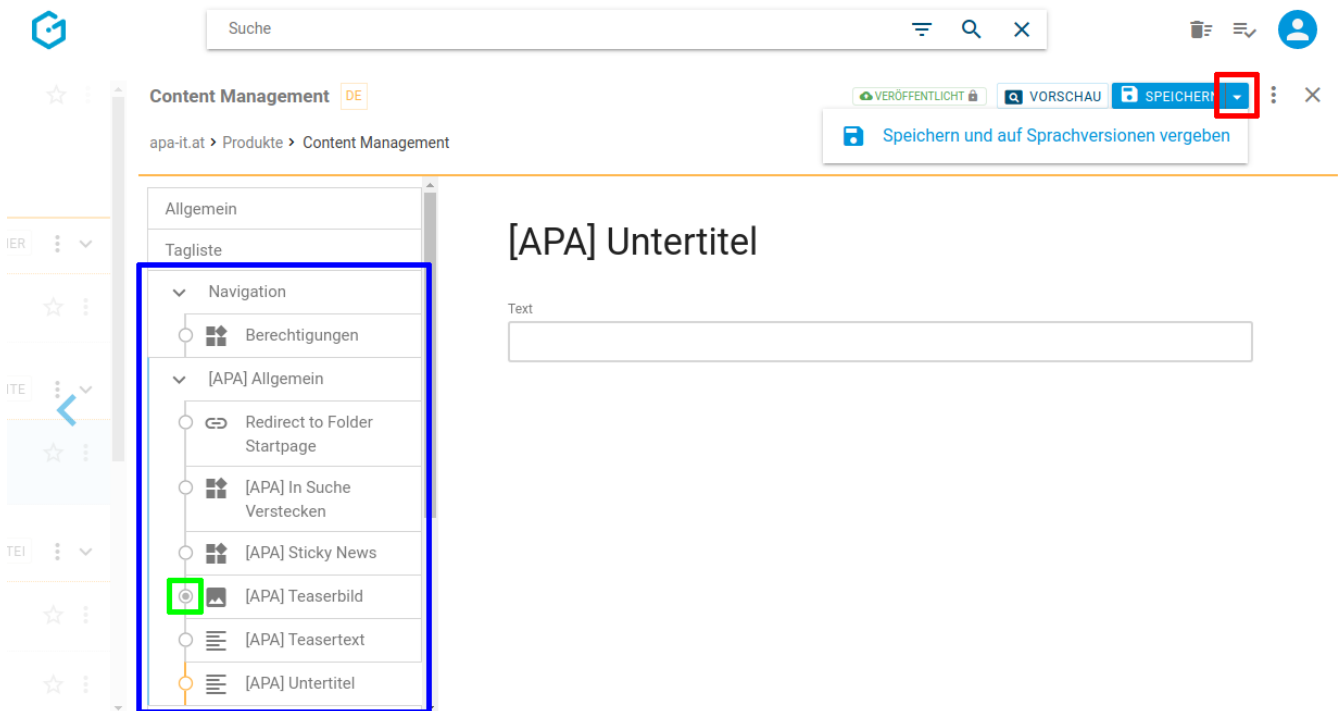 Suche
Content Management DE
VERÖFFENTLICHT
VORSCHAU
SPEICHERN
apa-it.at > Produkte > Content Management
Speichern und auf Sprachversionen vergeben
Allgemein
Tagliste
Navigation
Berechtigungen
[APA] Allgemein
Redirect to Folder
Startpage
[APA] In Suche
Verstecken
[APA] Sticky News
[APA] Teaserbild
[APA] Teasertext
[APA] Untertitel
[APA] Untertitel
Text